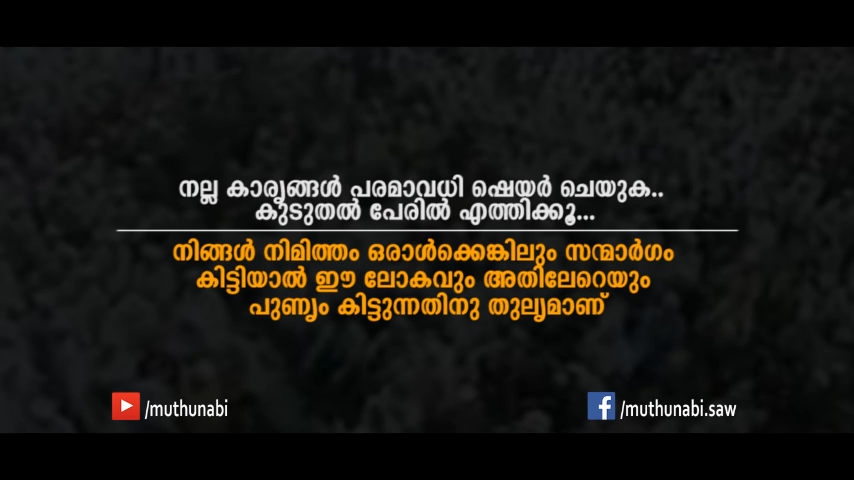 നല്ല കാര്യങ്ങൾ പരമാവധി ഷെയർ ചെയുക..
കുടുതൽ പേരിൽ എത്തിക്കൂ...
നിങ്ങൾ നിമിത്തം ഒരാൾക്കെങ്കിലും സന്മാർഗം
കിട്ടിയാൽ ഈ ലോകവും അതിലേറെയും
പുണ്യം കിട്ടുന്നതിനു തുല്യമാണ്
/muthunabi
/muthunabi.saw